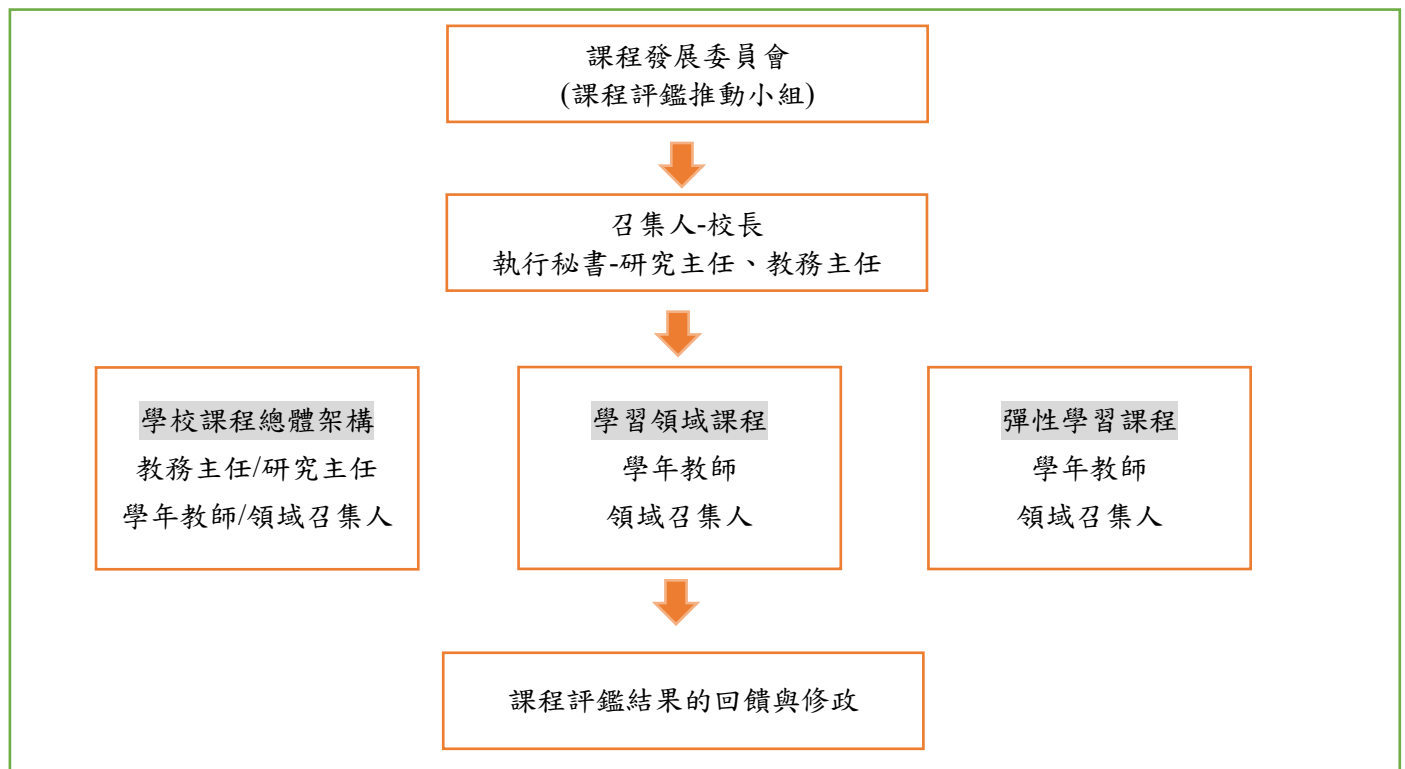 課程發展委員會
(課程評鑑推動小組)
召集人-校長
執行秘書-研究主任、教務主任
學校課程總體架構
教務主任/研究主任
學年教師/領域召集人
學習領域課程
學年教師
領域召集人
彈性學習課程
學年教師
領域召集人
課程評鑑結果的回饋與修政